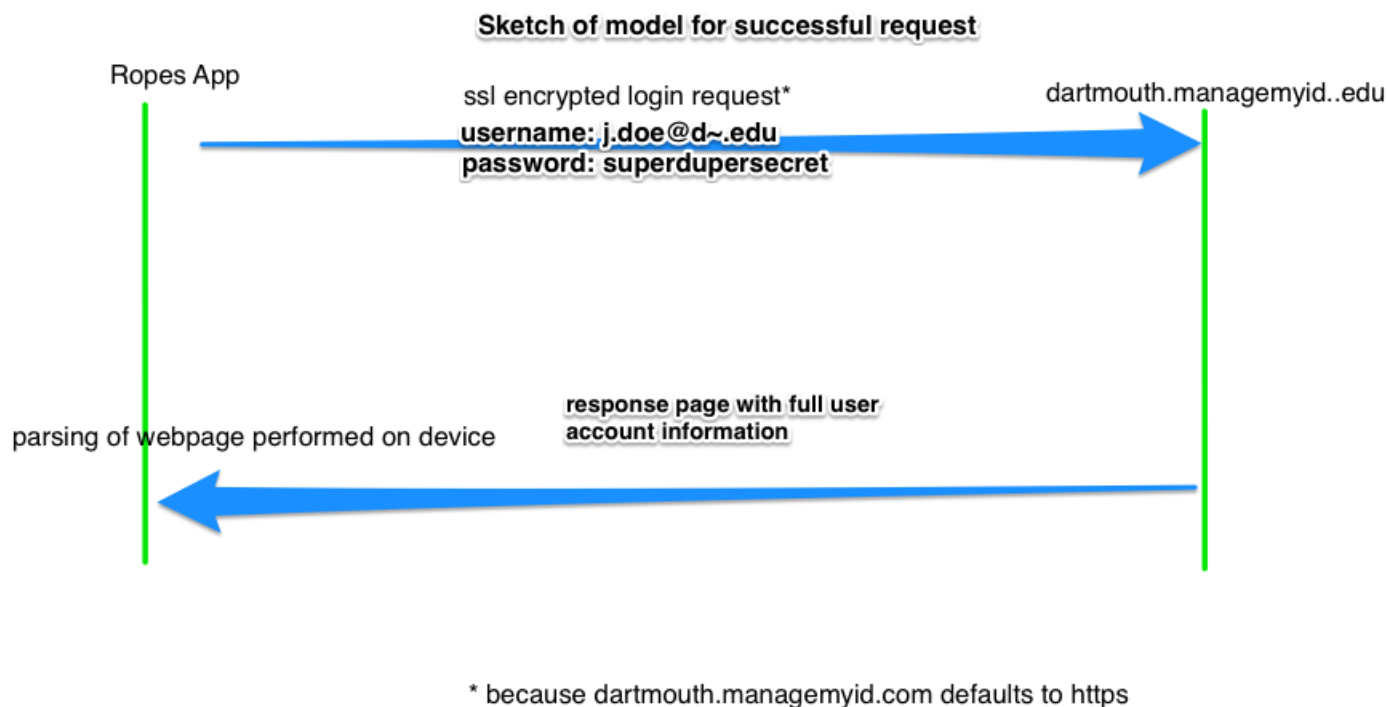 Sketch of model for successful request
Ropes App
ssl encrypted login request*
dartmouth.managemyid..edu
username: j.doe@d~.edu
password: superdupersecret
response page with full user
account information
parsing of webpage performed on device
* because dartmouth.managemyid.com defaults to https